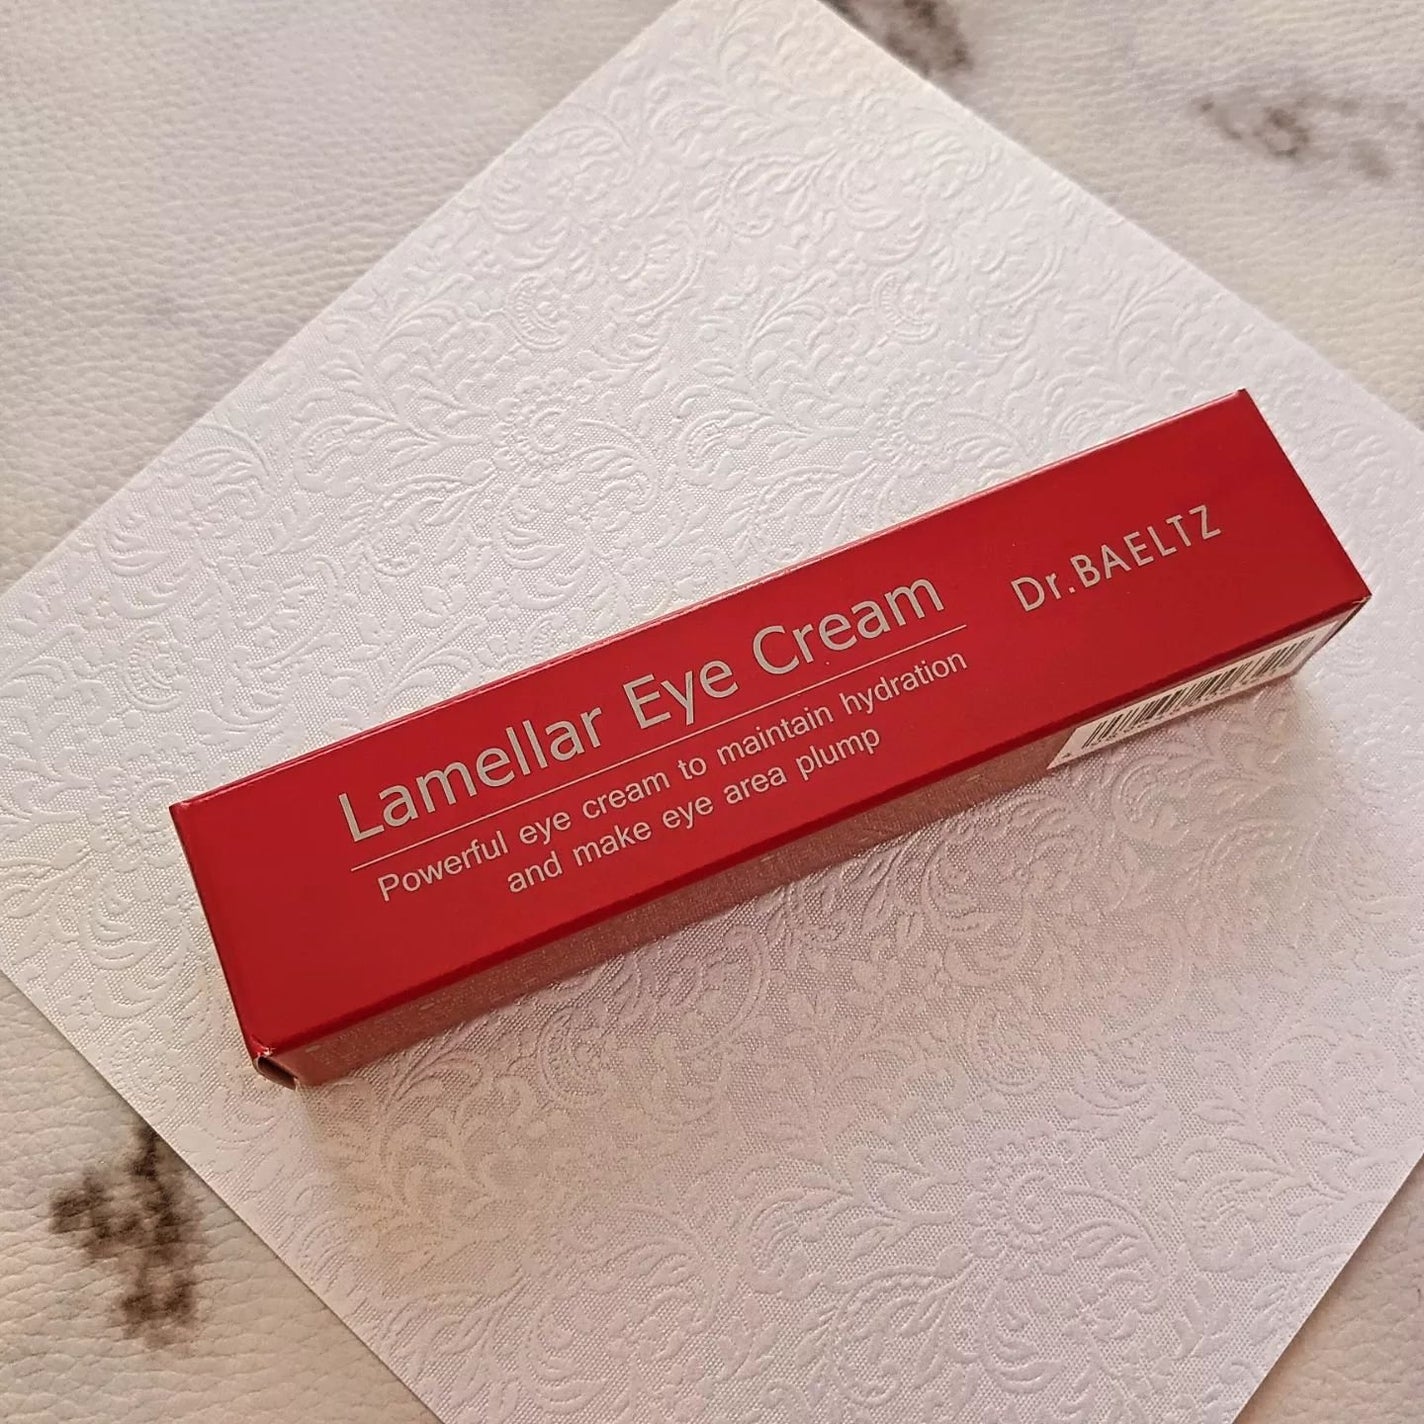 Lamellar Eye Cream
Powerful eye cream to maintain hydration
and make eye area plump
Dr.BAELTZ